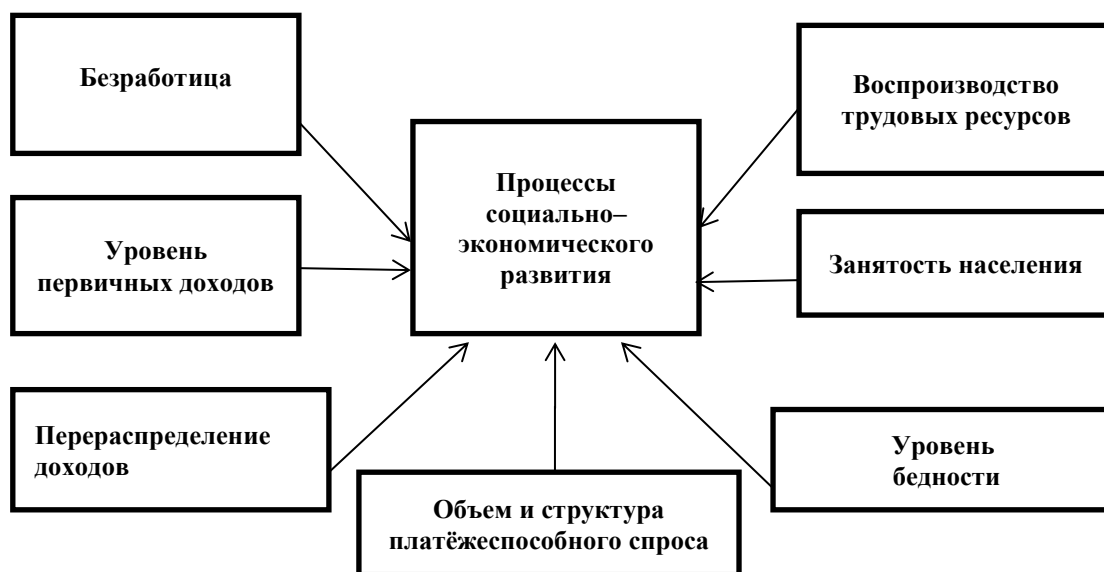 Безработица
Воспроизводство
трудовых ресурсов
Процессы
социально–
экономического
развития
Уровень
первичных доходов
Занятость населения
Перераспределение
доходов
Объем и структура
платёжеспособного спроса
Уровень
бедности